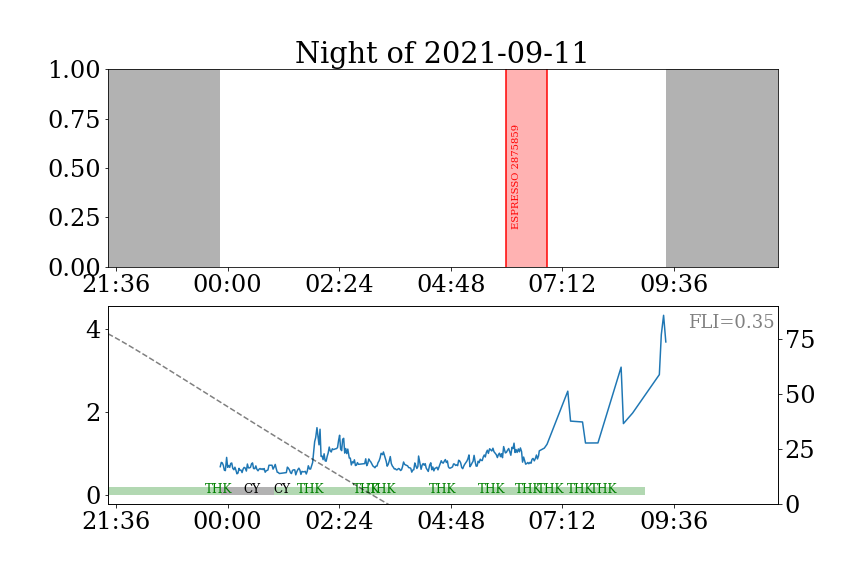 Night of 2021-09-11
1.00
0.75
0.50
0.25
0.00
ESPRESSO 2875859
21:36 00:00 02:24 04:48 07:12 09:36
FLI=0.35
4
2
0
75
50
25
0
THK CY CY THK THK THK THK THK THK THK THK THK
21:36 00:00 02:24 04:48 07:12 09:36